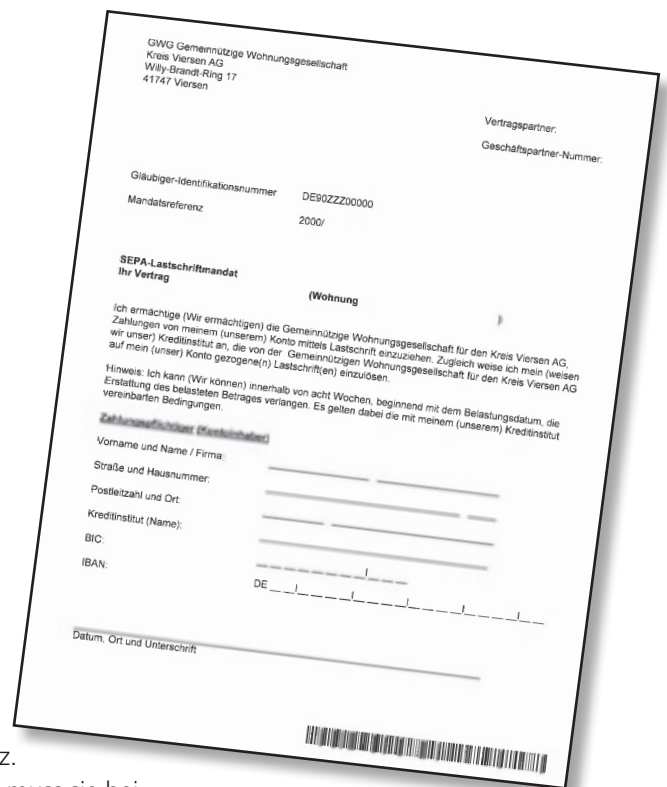 GWG Gemeinnützige Wohnungsgesellschaft
Kreis Viersen AG
Willy-Brandt-Ring 17
41747 Viersen
Vertragspartner:
Geschäftspartner-Nummer:
Gläubiger-Identifikationsnummer DE90ZZZ00000
Mandatsreferenz 2000/
SEPA-Lastschriftmandat
Ihr Vertrag (Wohnung )
Ich ermächtige (Wir ermächtigen) die Gemeinnützige Wohnungsgesellschaft für den Kreis Viersen AG,
Zahlungen von meinem (unserem) Konto mittels Lastschrift einzuziehen. Zugleich weise ich mein (weisen
wir unser) Kreditinstitut an, die von der Gemeinnützigen Wohnungsgesellschaft für den Kreis Viersen AG
auf mein (unser) Konto gezogene(n) Lastschrift(en) einzulösen.
Hinweis: Ich kann (Wir können) innerhalb von acht Wochen, beginnend mit dem Belastungsdatum, die
Erstattung des belasteten Betrages verlangen. Es gelten dabei die mit meinem (unserem) Kreditinstitut
vereinbarten Bedingungen.
Zahlungspflichtiger (Kontoinhaber)
Vorname und Name / Firma:
Straße und Hausnummer:
Postleitzahl und Ort:
Kreditinstitut (Name):
BIC:
IBAN: DE
Datum, Ort und Unterschrift
z.
muss sie bei